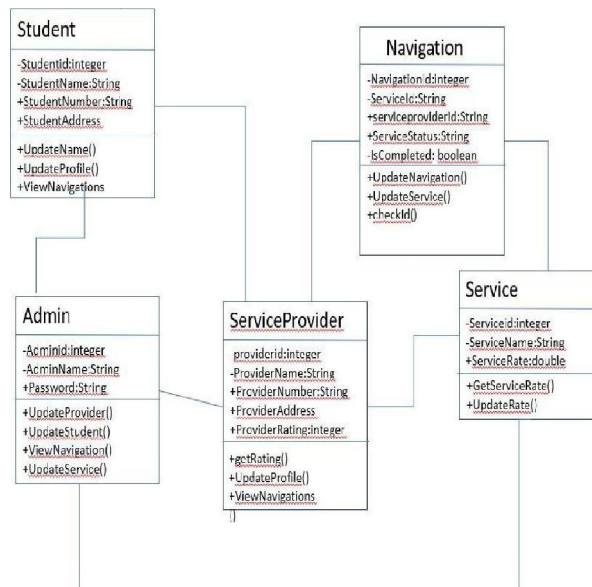 Student
-Studentid:integer
-StudentName:String
+StudentNumber:String
+StudentAddress
+UpdateName()
+UpdateProfile()
+ViewNavigations
Navigation
-Navigationid:integer
-ServiceId:String
+serviceproviderId:String
+ServiceStatus:String
-IsCompleted: boolean
+UpdateNavigation()
+UpdateService()
+checkId()
Admin
-Adminid:integer
-AdminName:String
+Password:String
+UpdateProvider()
+UpdateStudent()
+ViewNavigation()
+UpdateService()
ServiceProvider
providerid:integer
-ProviderName:String
+ProviderNumber:String
+ProviderAddress
+ProviderRating:integer
+getRating()
+UpdateProfile()
+ViewNavigations
()
Service
-Serviceid:integer
-ServiceName:String
+ServiceRate:double
+GetServiceRate()
+UpdateRate()